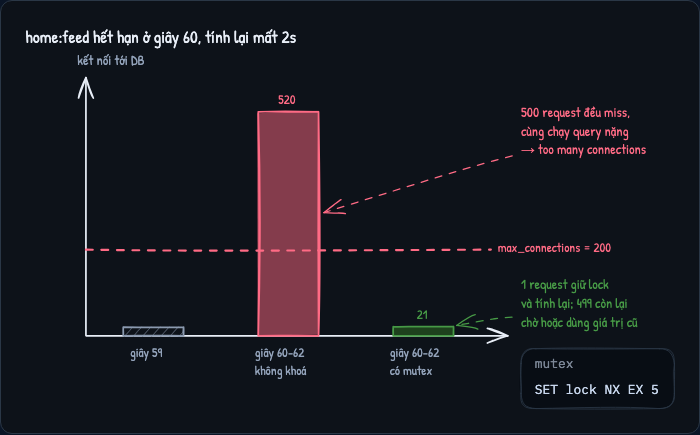 home:feed hết hạn ở giây 60, tính lại mất 2s
kết nối tới DB
520
500 request đều miss,
cùng chạy query nặng
→ too many connections
max_connections = 200
1 request giữ lock
và tính lại; 499 còn lại
chờ hoặc dùng giá trị cũ
21
giây 59
giây 60-62
không khoá
giây 60-62
có mutex
mutex
SET lock NX EX 5